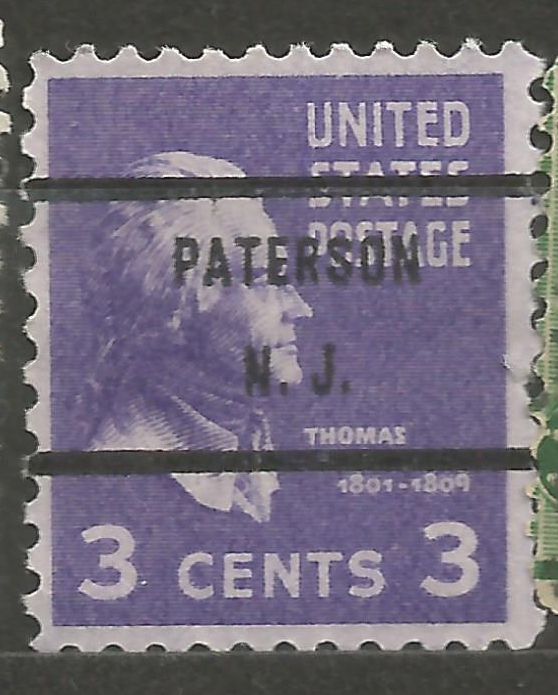 UNITED
STATES
POSTAGE
PATERSON
N. J.
THOMAS
1801-1809
3 CENTS 3